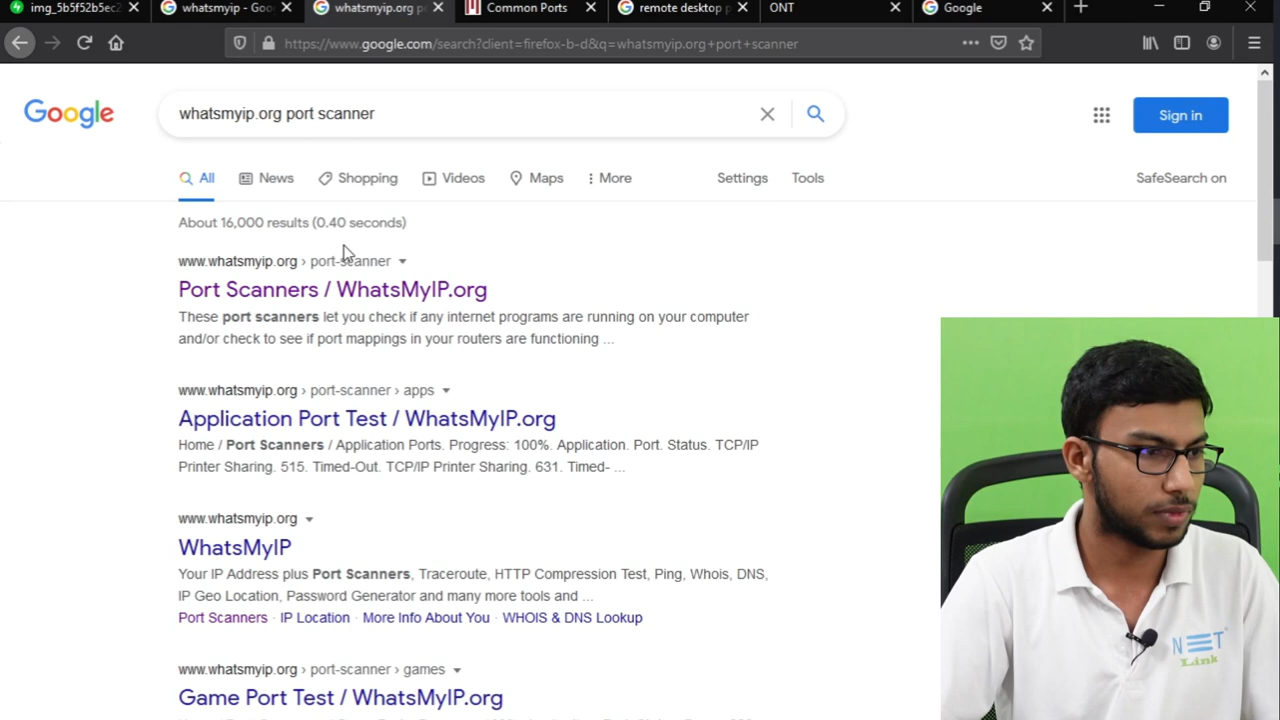 img_5b5f52b5ec2
whatsmyip - Goo
whatsmyip.org po
Common Ports
remote desktop p
ONT
Google
https://www.google.com/search?client=firefox-b-d&q=whatsmyip.org+port+scanner
Google
whatsmyip.org port scanner
Sign in
All
News
Shopping
Videos
Maps
More
Settings
Tools
SafeSearch on
About 16,000 results (0.40 seconds)
www.whatsmyip.org › port-scanner
Port Scanners / WhatsMyIP.org
These port scanners let you check if any internet programs are running on your computer
and/or check to see if port mappings in your routers are functioning ...
www.whatsmyip.org › port-scanner › apps
Application Port Test / WhatsMyIP.org
Home / Port Scanners / Application Ports. Progress: 100%. Application. Port. Status. TCP/IP
Printer Sharing. 515. Timed-Out. TCP/IP Printer Sharing. 631. Timed- ...
www.whatsmyip.org
WhatsMyIP
Your IP Address plus Port Scanners, Traceroute, HTTP Compression Test, Ping, Whois, DNS,
IP Geo Location, Password Generator and many more tools and ...
Port Scanners · IP Location · More Info About You · WHOIS & DNS Lookup
www.whatsmyip.org › port-scanner › games
Game Port Test / WhatsMyIP.org
NET
Link